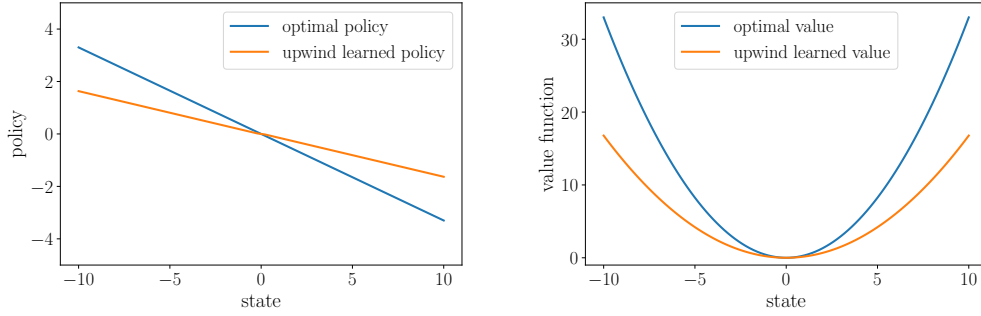 4
2
0
−2
−4
policy
−10
−5
0
5
10
state
optimal policy
upwind learned policy
30
20
10
0
value function
−10
−5
0
5
10
state
optimal value
upwind learned value